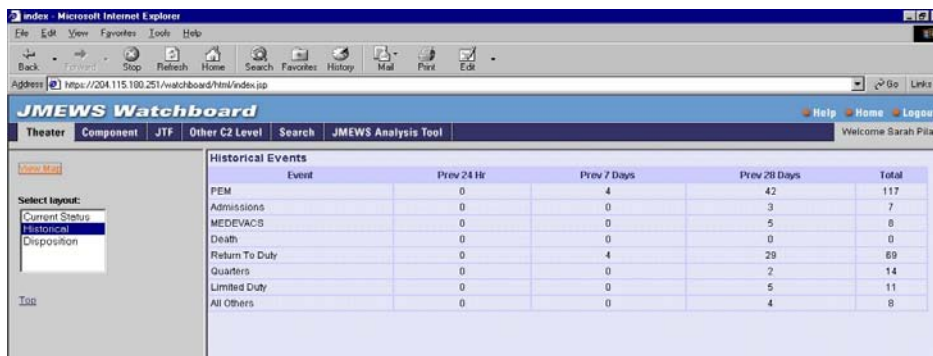 index - Microsoft Internet Explorer
File Edit View Favorites Tools Help
Back Forward Stop Refresh Home Search Favorites History Mail Print Edit
Address https://204.115.180.251/watchboard/html/index.jsp Go Links
JMEWS Watchboard Help Home Logou
Theater Component JTF Other C2 Level Search JMEWS Analysis Tool Welcome Sarah Pila
View Map
Select layout:
Current Status
Historical
Disposition
Top
Historical Events
Event Prev 24 Hr Prev 7 Days Prev 28 Days Total
PEM 0 4 42 117
Admissions 0 0 3 7
MEDEVACS 0 0 5 8
Death 0 0 0 0
Return To Duty 0 4 29 69
Quarters 0 0 2 14
Limited Duty 0 0 5 11
All Others 0 0 4 8